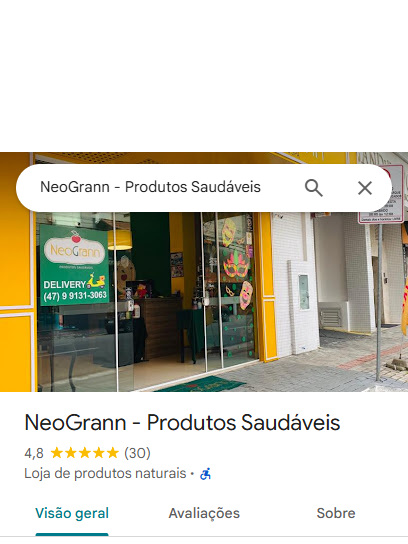 NeoGrann - Produtos Saudáveis
NeoGrann
DELIVERY
(47) 9 9131-3063
NeoGrann - Produtos Saudáveis
4,8 ★★★★★ (30)
Loja de produtos naturais ·
Visão geral
Avaliações
Sobre